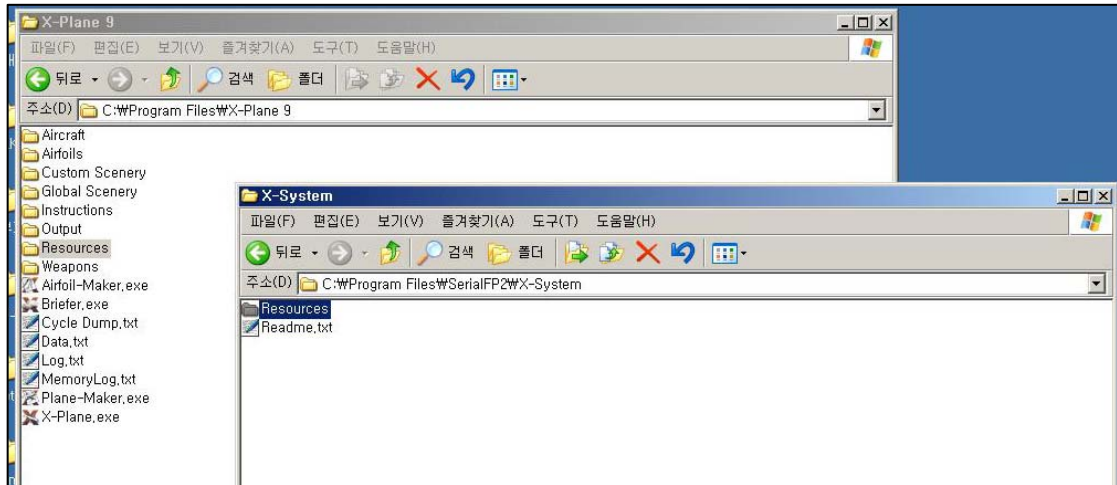 X-Plane 9
파일(F) 편집(E) 보기(V) 즐겨찾기(A) 도구(T) 도움말(H)
뒤로 검색 폴더
주소(D) C:₩Program Files₩X-Plane 9
Aircraft
Airfoils
Custom Scenery
Global Scenery
Instructions
Output
Resources
Weapons
Airfoil-Maker.exe
Briefer.exe
Cycle Dump.txt
Data.txt
Log.txt
MemoryLog.txt
Plane-Maker.exe
X-Plane.exe
X-System
파일(F) 편집(E) 보기(V) 즐겨찾기(A) 도구(T) 도움말(H)
뒤로 검색 폴더
주소(D) C:₩Program Files₩SerialFP2₩X-System
Resources
Readme.txt